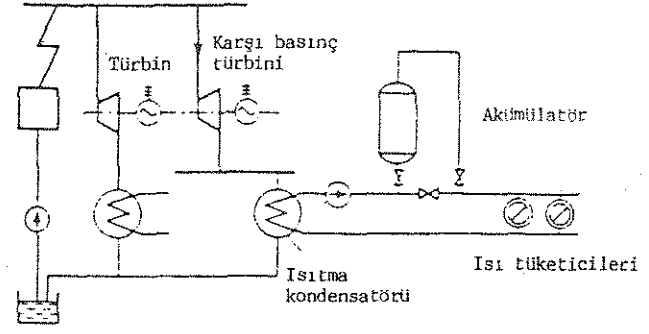 Türbin
Karşı basınç
türbini
Akümülatör
Isı tüketicileri
Isıtma
kondensatörü